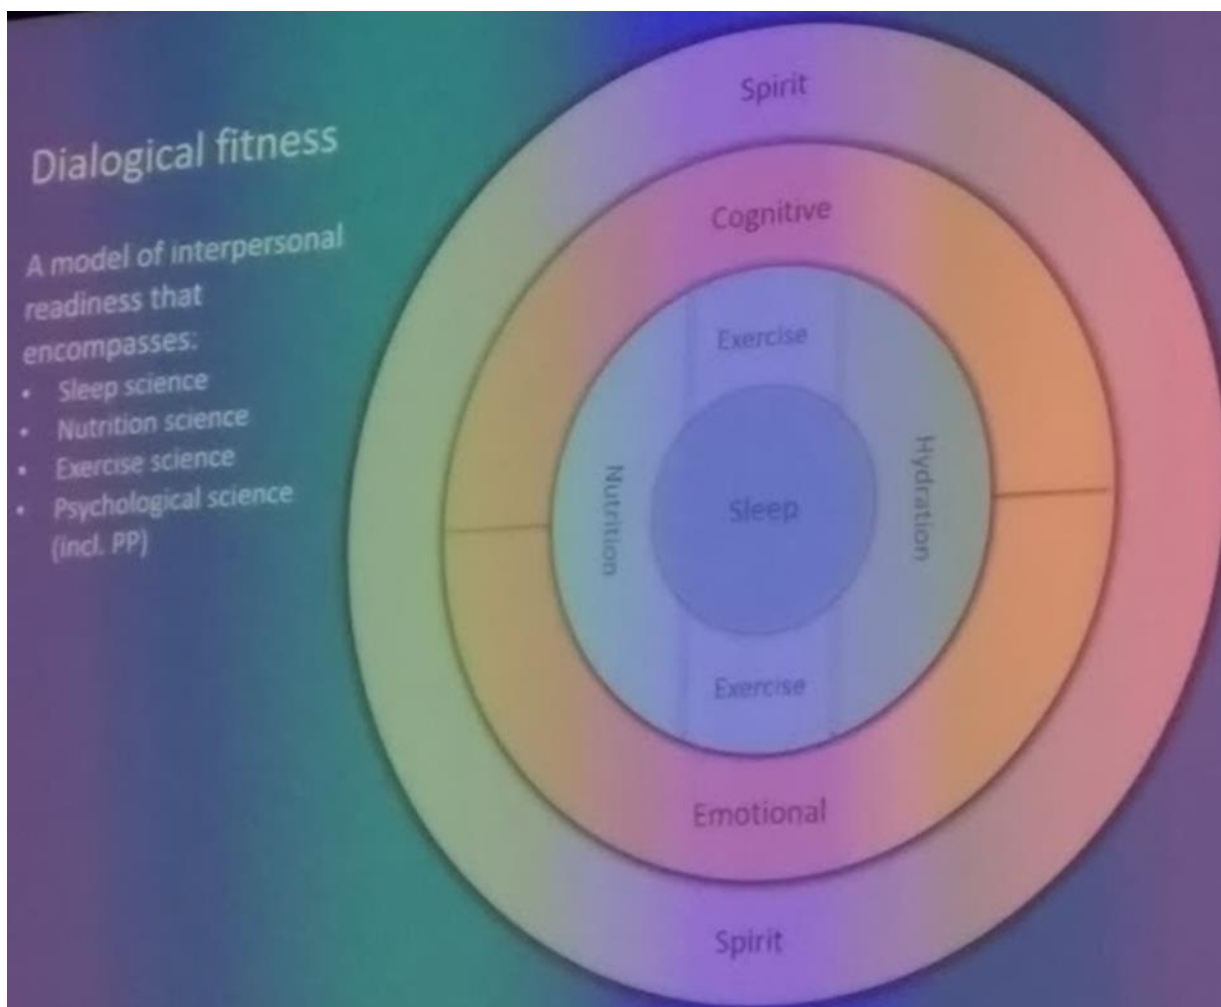 Dialogical fitness
A model of interpersonal
readiness that
encompasses:
• Sleep science
• Nutrition science
• Exercise science
• Psychological science
(incl. PP)
Spirit
Cognitive
Exercise
Nutrition
Sleep
Hydration
Exercise
Emotional
Spirit